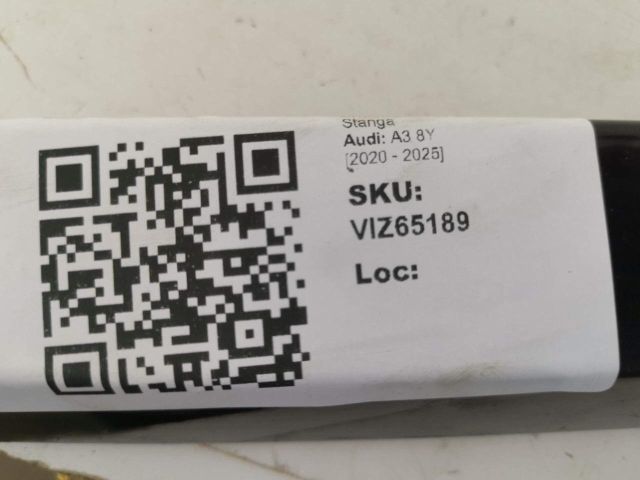 Stanga
Audi: A3 8Y
[2020 - 2025]
SKU:
VIZ65189
Loc: